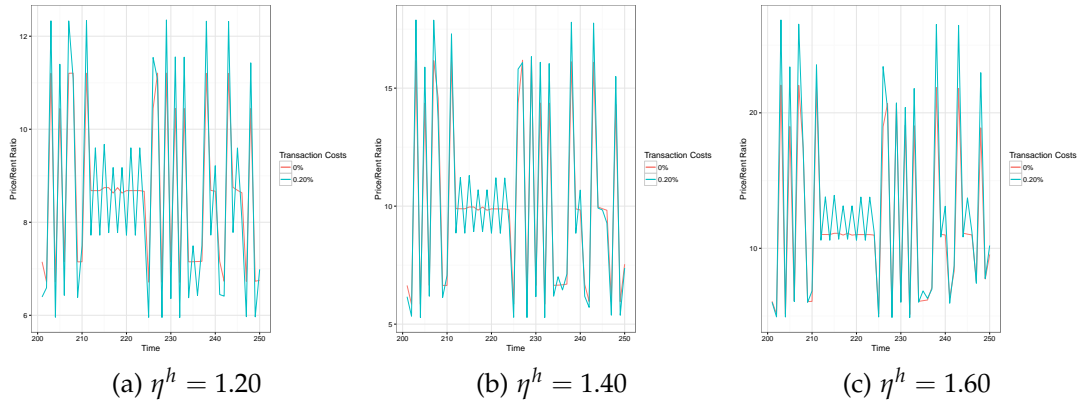 12
10
8
6
Price/Rent Ratio
200
210
220
230
240
250
Time
Transaction Costs
0%
0.20%
(a) η^h = 1.20
15
10
5
Price/Rent Ratio
200
210
220
230
240
250
Time
Transaction Costs
0%
0.20%
(b) η^h = 1.40
20
10
Price/Rent Ratio
200
210
220
230
240
250
Time
Transaction Costs
0%
0.20%
(c) η^h = 1.60